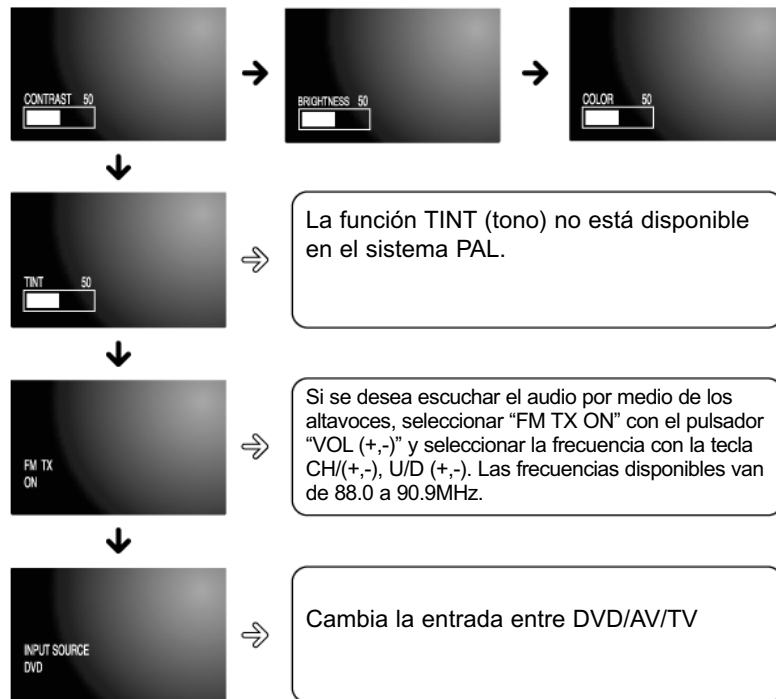 CONTRAST 50
BRIGHTNESS 50
COLOR 50
TINT 50
La función TINT (tono) no está disponible
en el sistema PAL.
FM TX
ON
Si se desea escuchar el audio por medio de los
altavoces, seleccionar “FM TX ON” con el pulsador
“VOL (+,-)” y seleccionar la frecuencia con la tecla
CH/(+,-), U/D (+,-). Las frecuencias disponibles van
de 88.0 a 90.9MHz.
INPUT SOURCE
DVD
Cambia la entrada entre DVD/AV/TV